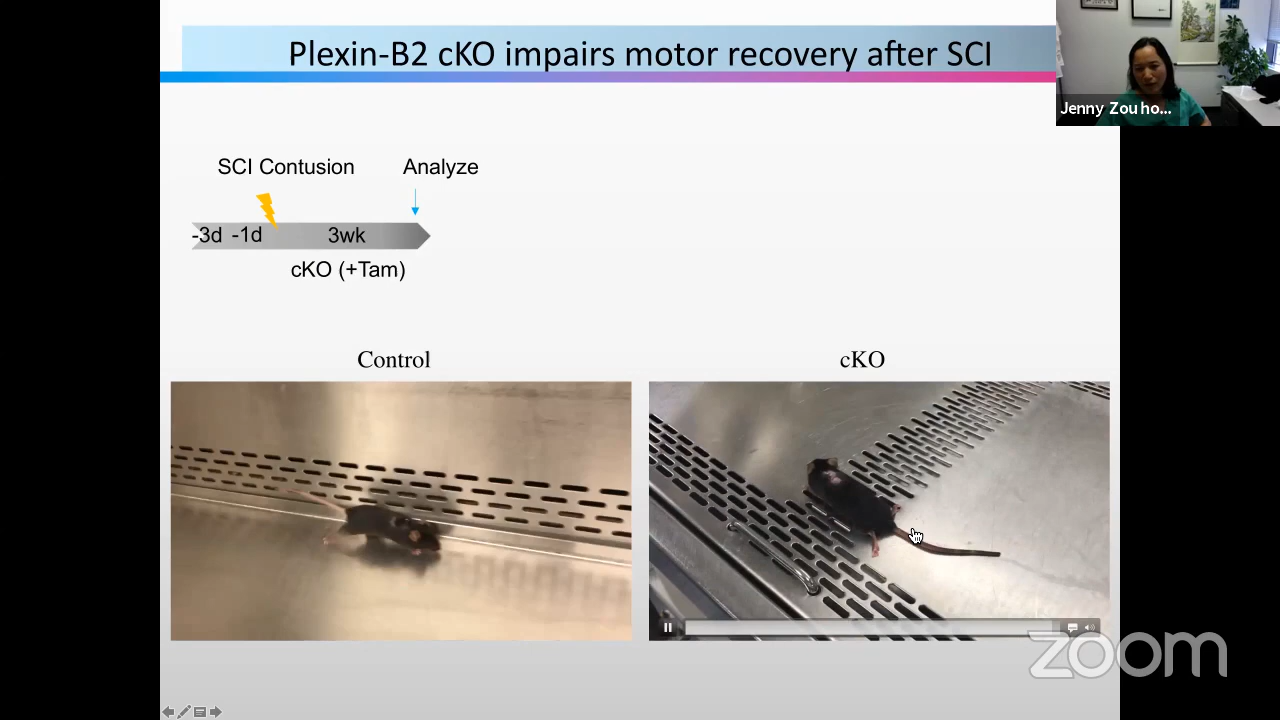 Plexin-B2 cKO impairs motor recovery after SCI
Jenny Zou ho...
SCI Contusion
Analyze
-3d -1d
3wk
cKO (+Tam)
Control
cKO
zoom